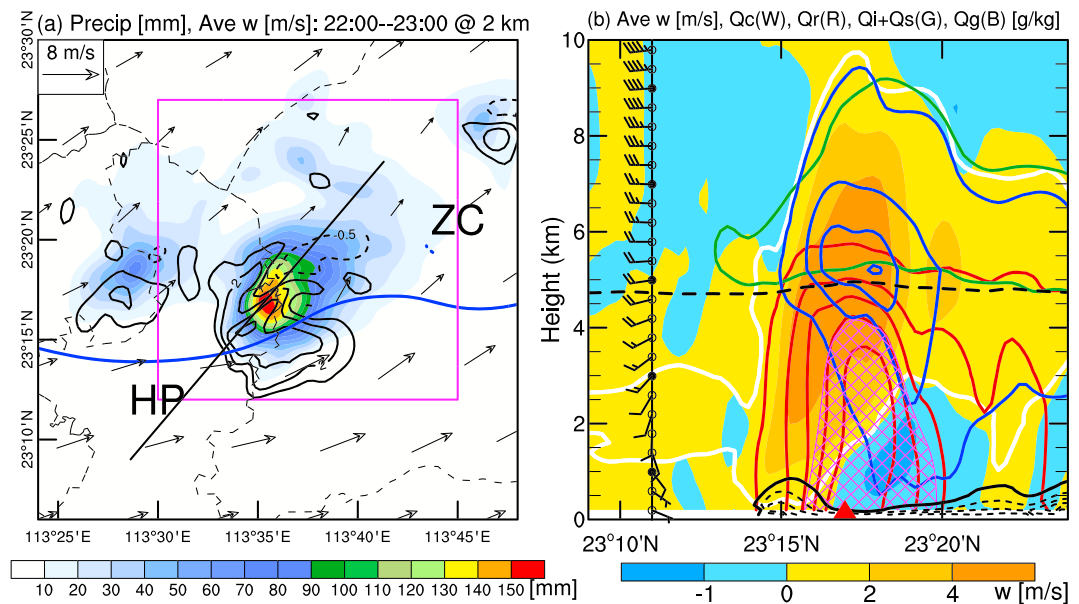 (a) Precip [mm], Ave w [m/s]: 22:00--23:00 @ 2 km
8 m/s
23°30'N
23°25'N
23°20'N
23°15'N
23°10'N
ZC
HP
-0.5
2
2
113°25'E 113°30'E 113°35'E 113°40'E 113°45'E
10 20 30 40 50 60 70 80 90 100 110 120 130 140 150 [mm]
(b) Ave w [m/s], Qc(W), Qr(R), Qi+Qs(G), Qg(B) [g/kg]
Height (km)
10
8
6
4
2
0
23°10'N 23°15'N 23°20'N
-1 0 2 4 w [m/s]